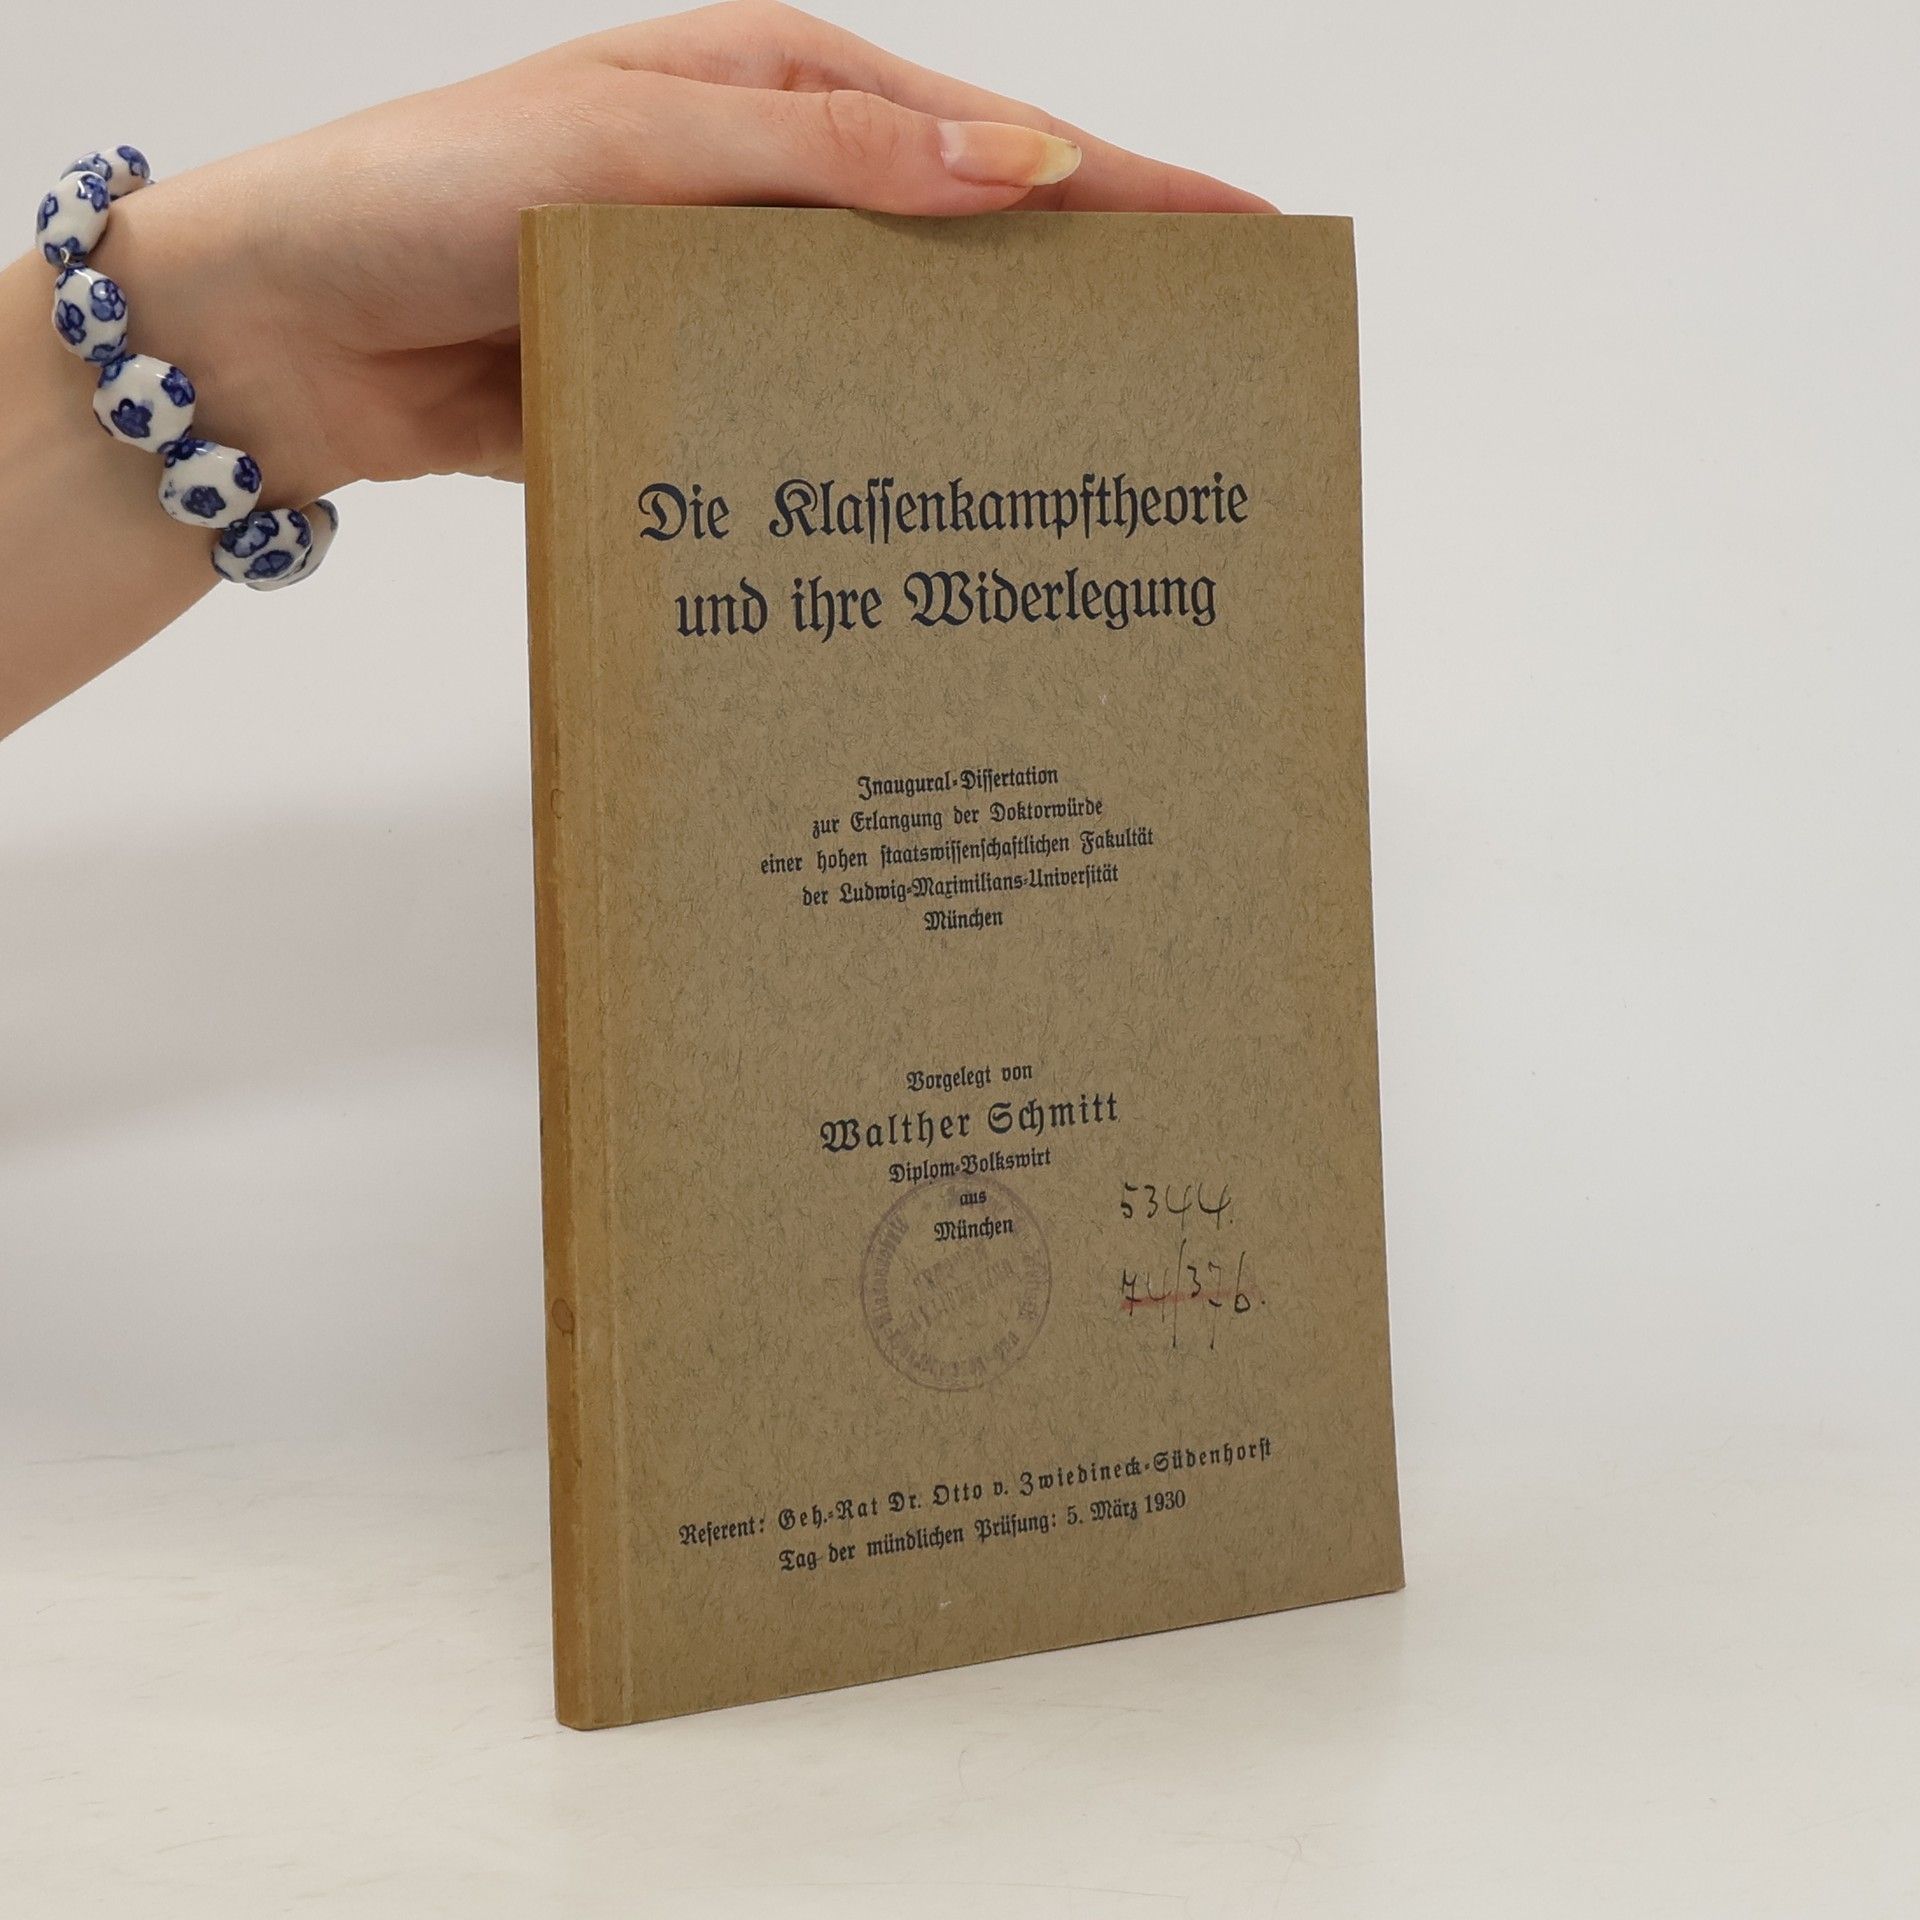 Die Klassenkampftheorie
und ihre Widerlegung
Inaugural-Dissertation
zur Erlangung der Doktorwürde
einer hohen staatswissenschaftlichen Fakultät
der Ludwig-Maximilians-Universität
München
Vorgelegt von
Walther Schmitt
Diplom-Volkswirt
aus
München
5344.
Referent: Geh.-Rat Dr. Otto v. Zwiedineck-Südenhorst
Tag der mündlichen Prüfung: 5. März 1930